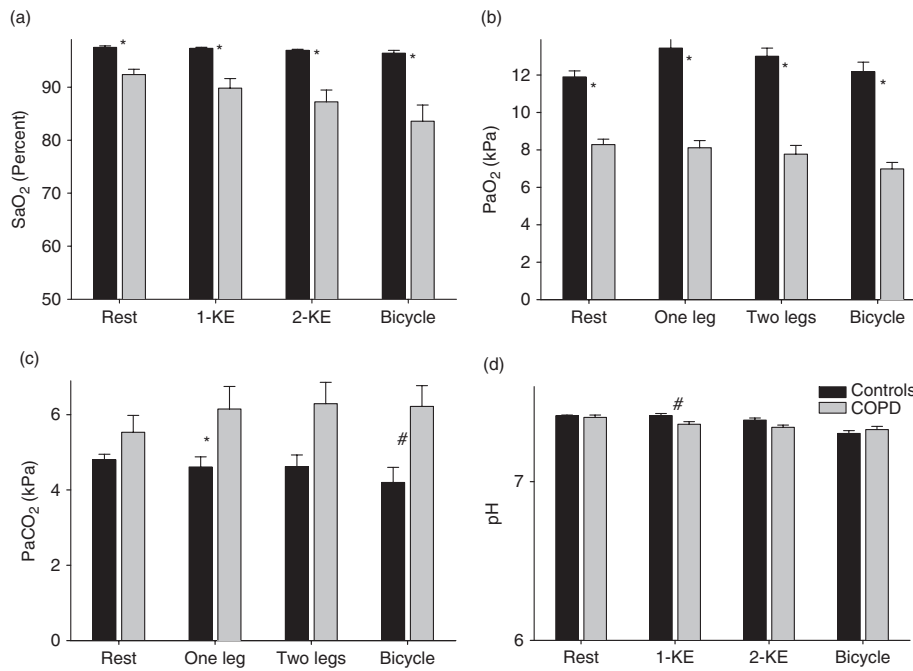 (a)
SaO2 (Percent)
90
80
70
60
50
*
*
*
*
Rest 1-KE 2-KE Bicycle
(b)
PaO2 (kPa)
12
10
8
6
4
2
0
*
*
*
*
Rest One leg Two legs Bicycle
(c)
PaCO2 (kPa)
6
4
2
0
*
#
Rest One leg Two legs Bicycle
(d)
Controls
COPD
pH
7
6
#
Rest 1-KE 2-KE Bicycle